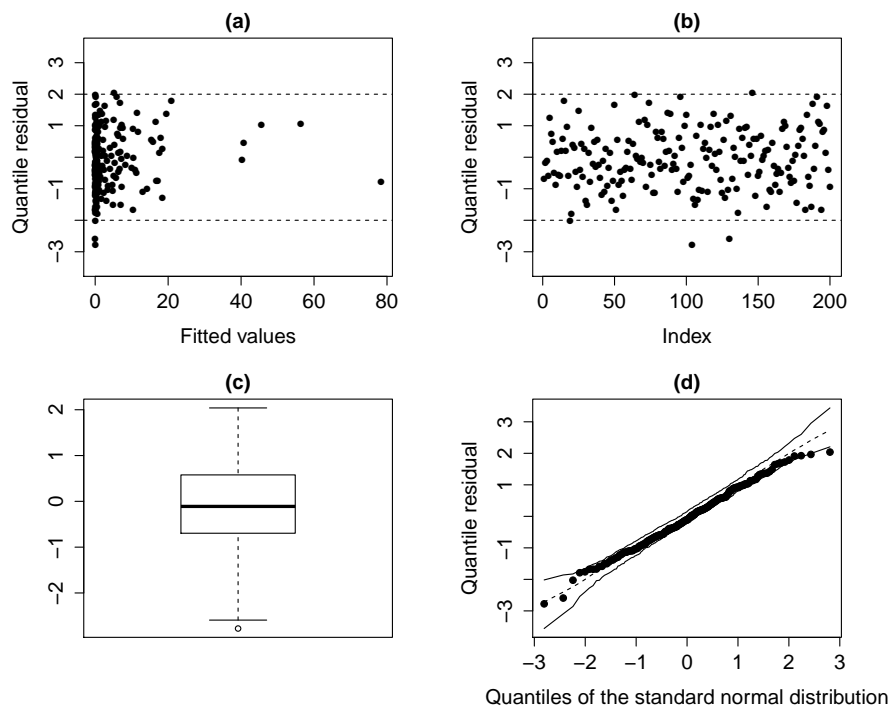 (a)
Quantile residual
3
2
1
−1
−3
0 20 40 60 80
Fitted values
(b)
Quantile residual
3
2
1
−1
−3
0 50 100 150 200
Index
(c)
2
1
0
−1
−2
(d)
Quantile residual
3
2
1
−1
−3
−3 −2 −1 0 1 2 3
Quantiles of the standard normal distribution